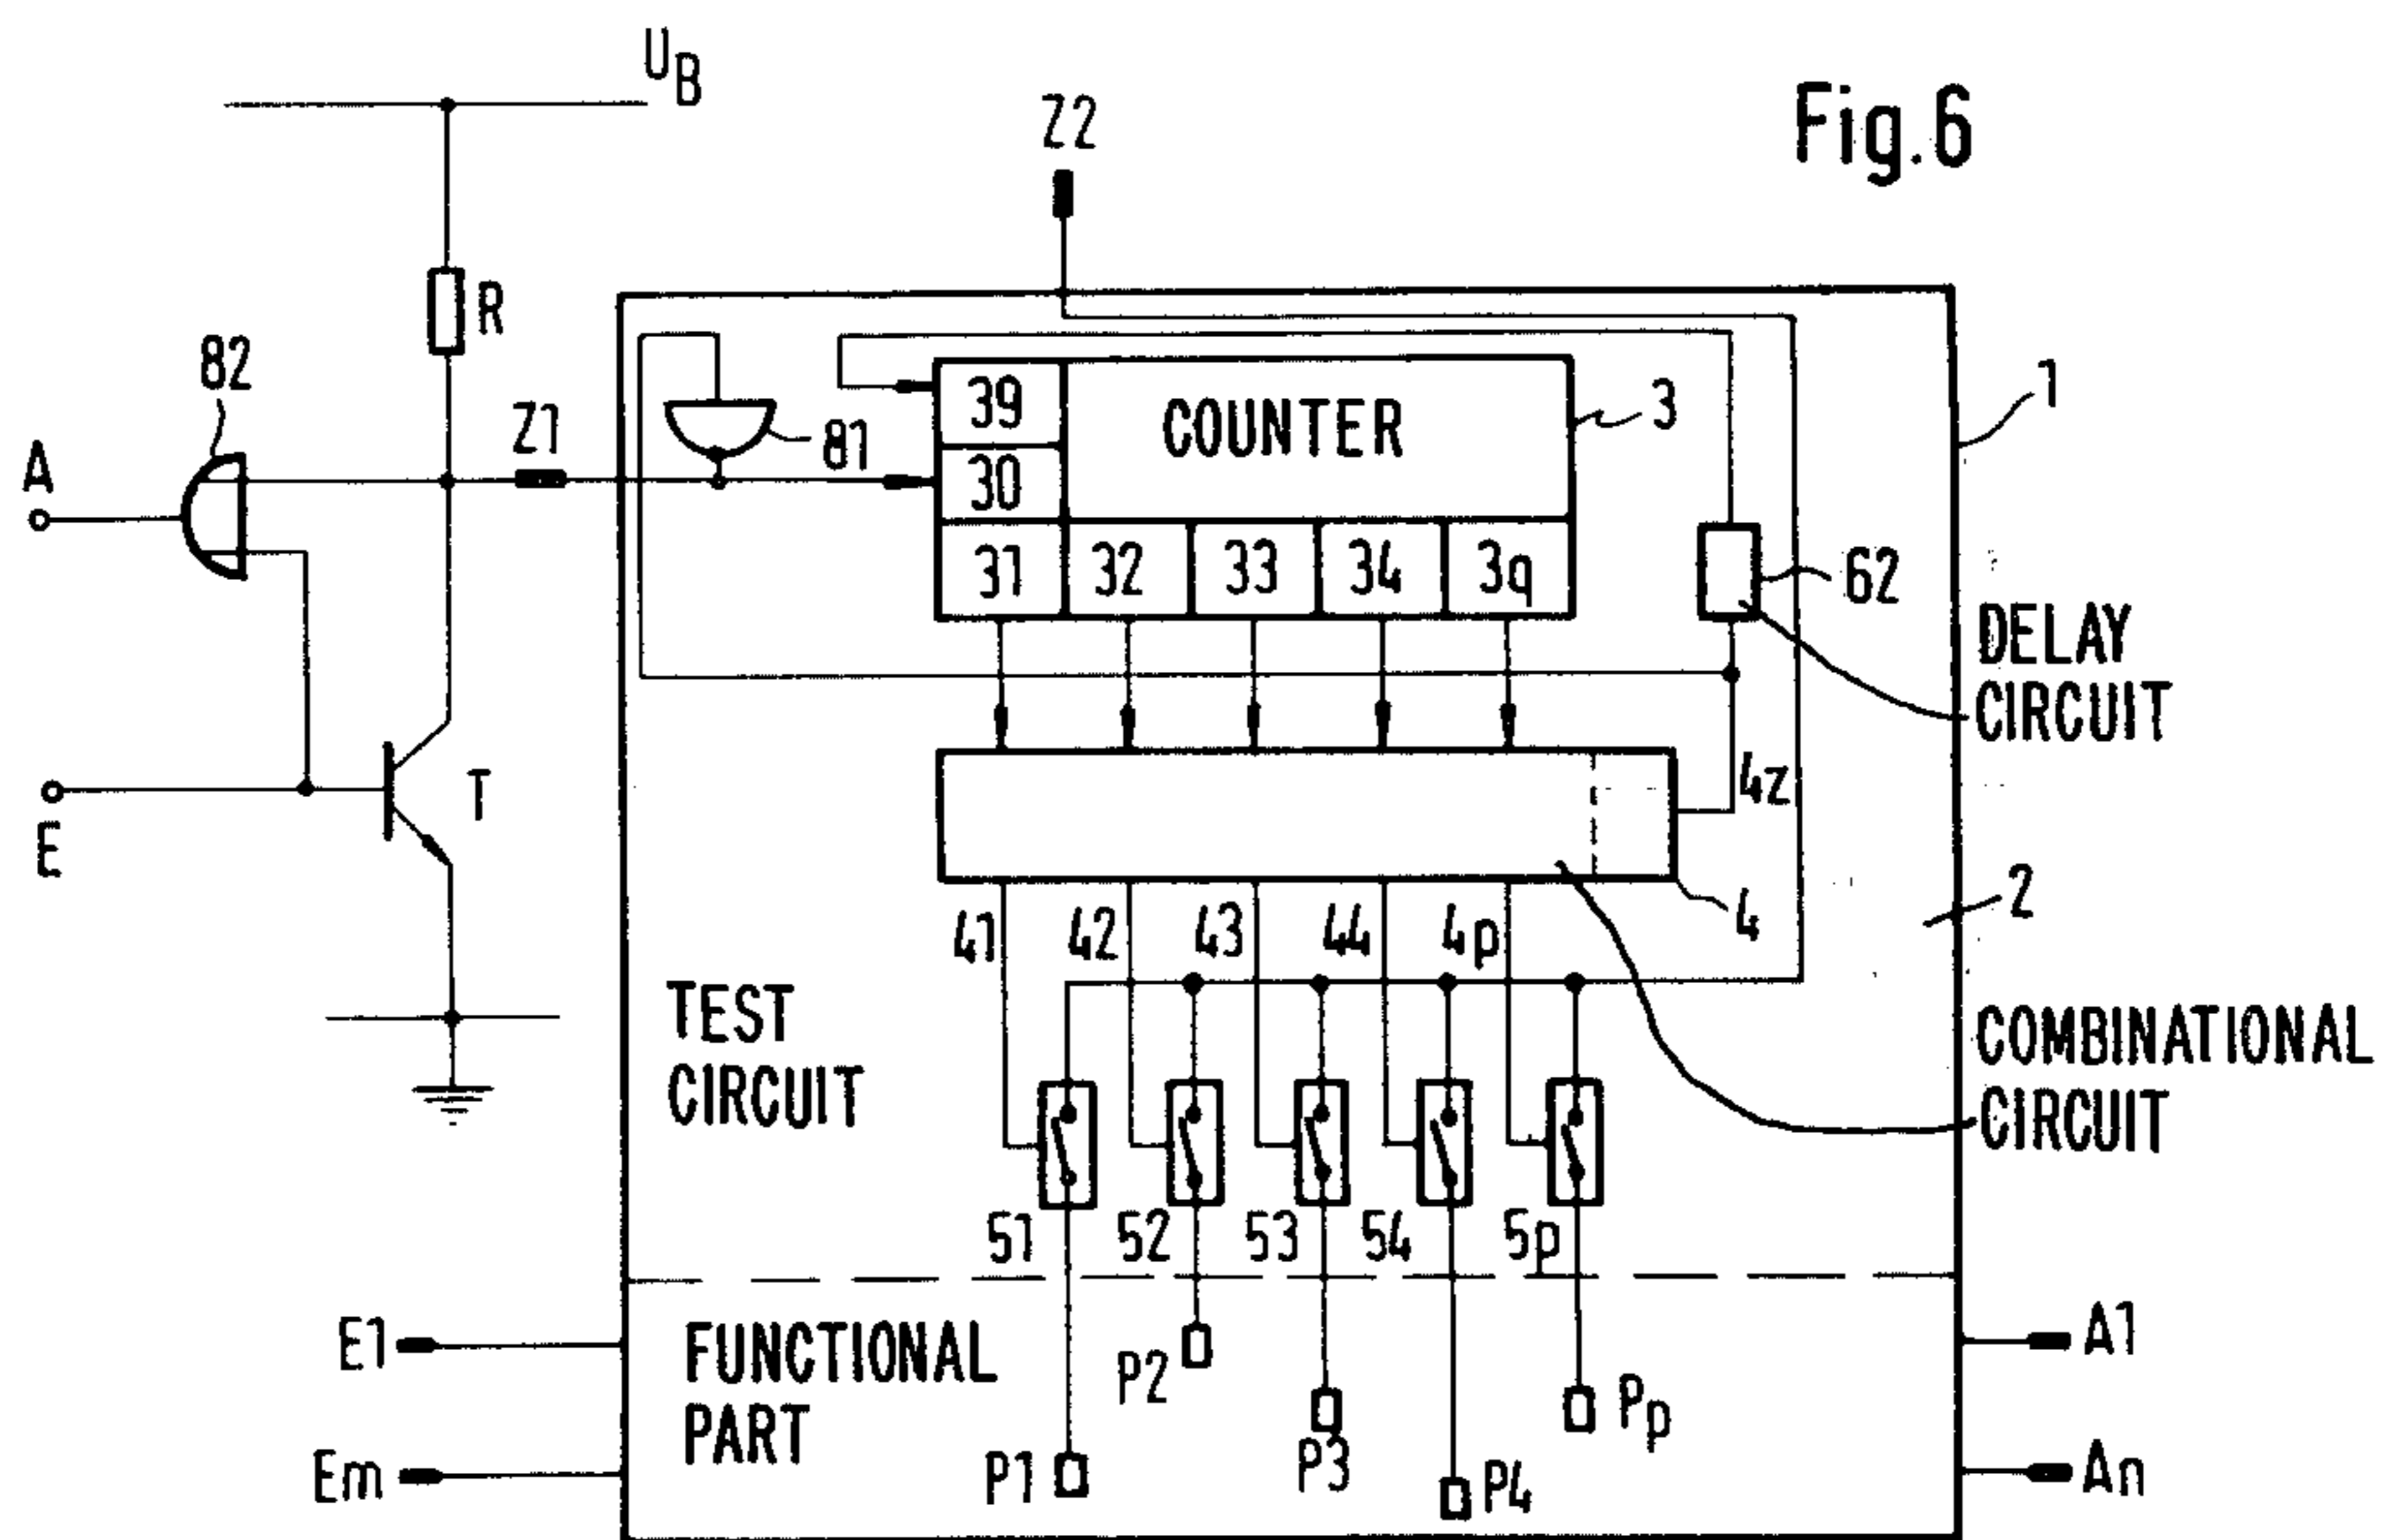 Fig.6
UB
Z2
R
82
Z1
A
81
39
COUNTER
3
1
30
31 32 33 34 3q
62
DELAY
CIRCUIT
4z
T
E
41 42 43 44 4p
4
2
TEST
CIRCUIT
COMBINATIONAL
CIRCUIT
51 52 53 54 5p
E1
FUNCTIONAL
PART
P2
Pp
A1
Em
P1
P3
P4
An